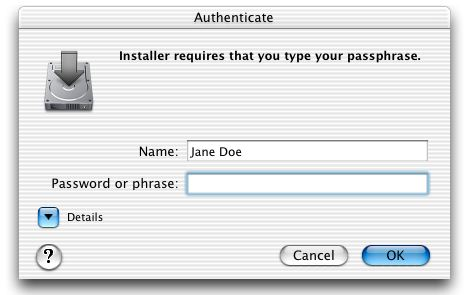 Authenticate
Installer requires that you type your passphrase.
Name: Jane Doe
Password or phrase:
Details
?
Cancel OK